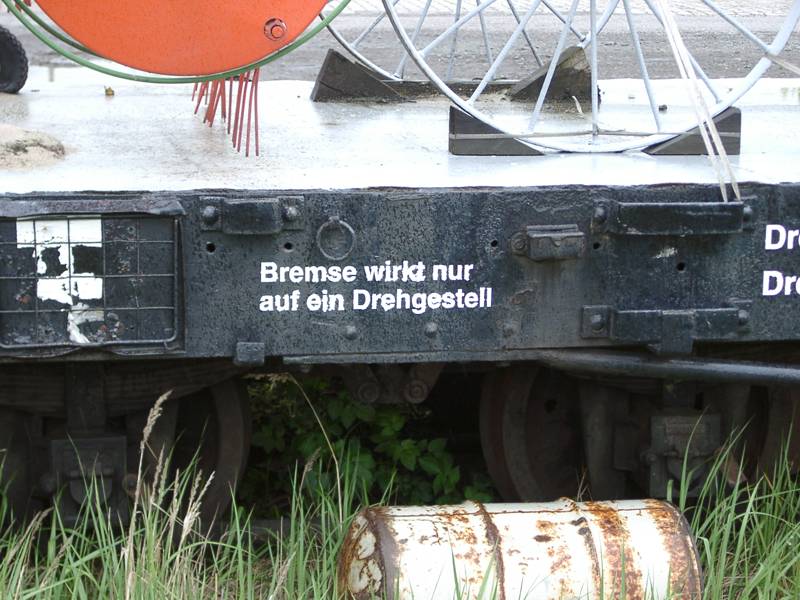 Bremse wirkt nur
auf ein Drehgestell